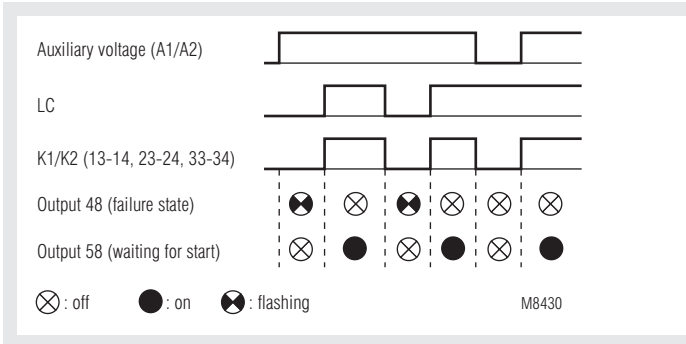 Auxiliary voltage (A1/A2)
LC
K1/K2 (13-14, 23-24, 33-34)
Output 48 (failure state)
Output 58 (waiting for start)
: off : on : flashing
M8430